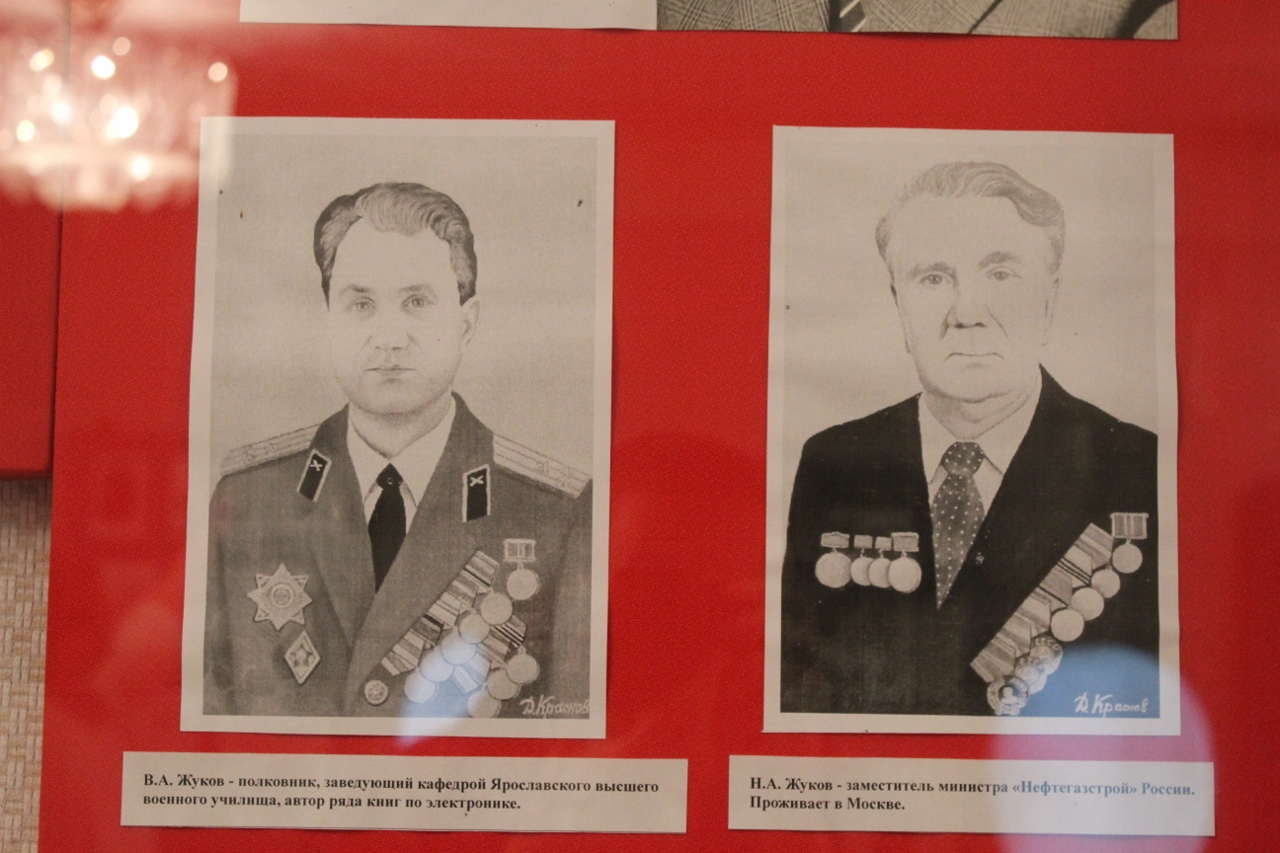 Д.Краснов
Д.Краснов
В.А. Жуков - полковник, заведующий кафедрой Ярославского высшего
военного училища, автор ряда книг по электронике.
Н.А. Жуков - заместитель министра «Нефтегазстрой» России.
Проживает в Москве.